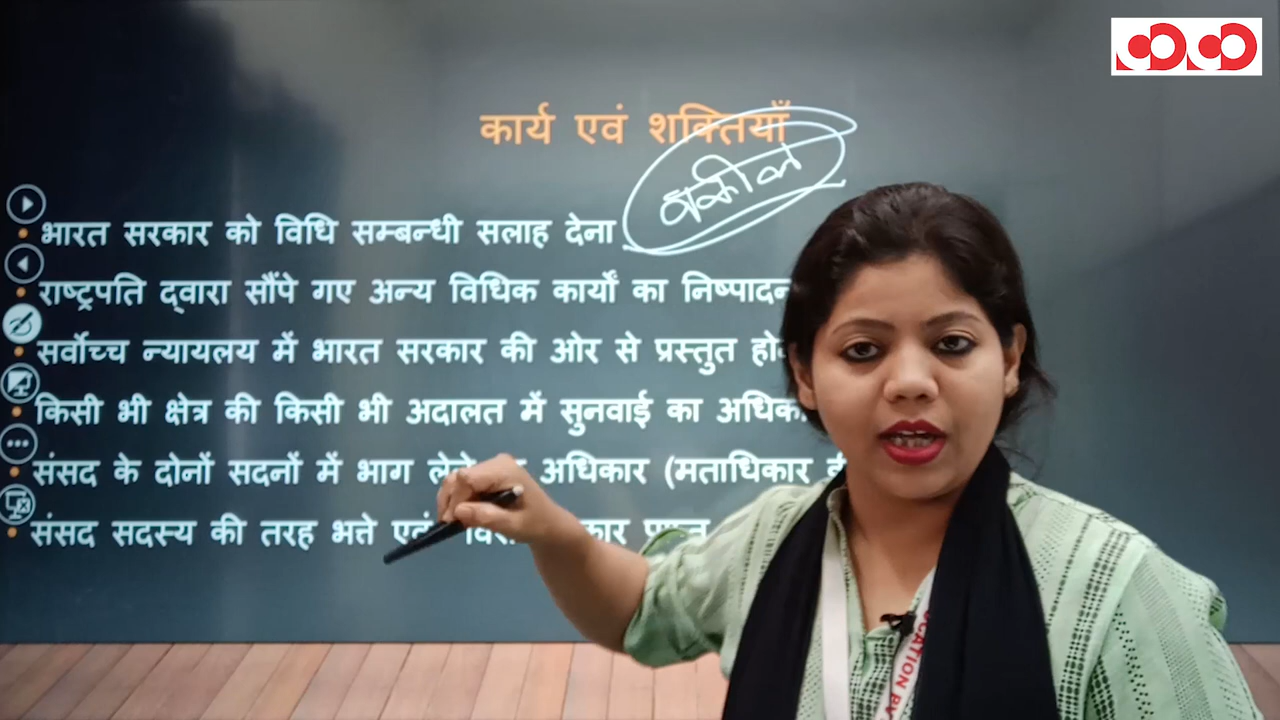 कार्य एवं शक्तियाँ
वकील
भारत सरकार को विधि सम्बन्धी सलाह देना
राष्ट्रपति द्वारा सौंपे गए अन्य विधिक कार्यों का निष्पादन
सर्वोच्च न्यायलय में भारत सरकार की ओर से प्रस्तुत
किसी भी क्षेत्र की किसी भी अदालत में सुनवाई का
संसद के दोनों सदनों में भाग अधिकार (मताधिकार
संसद सदस्य की तरह भत्ते